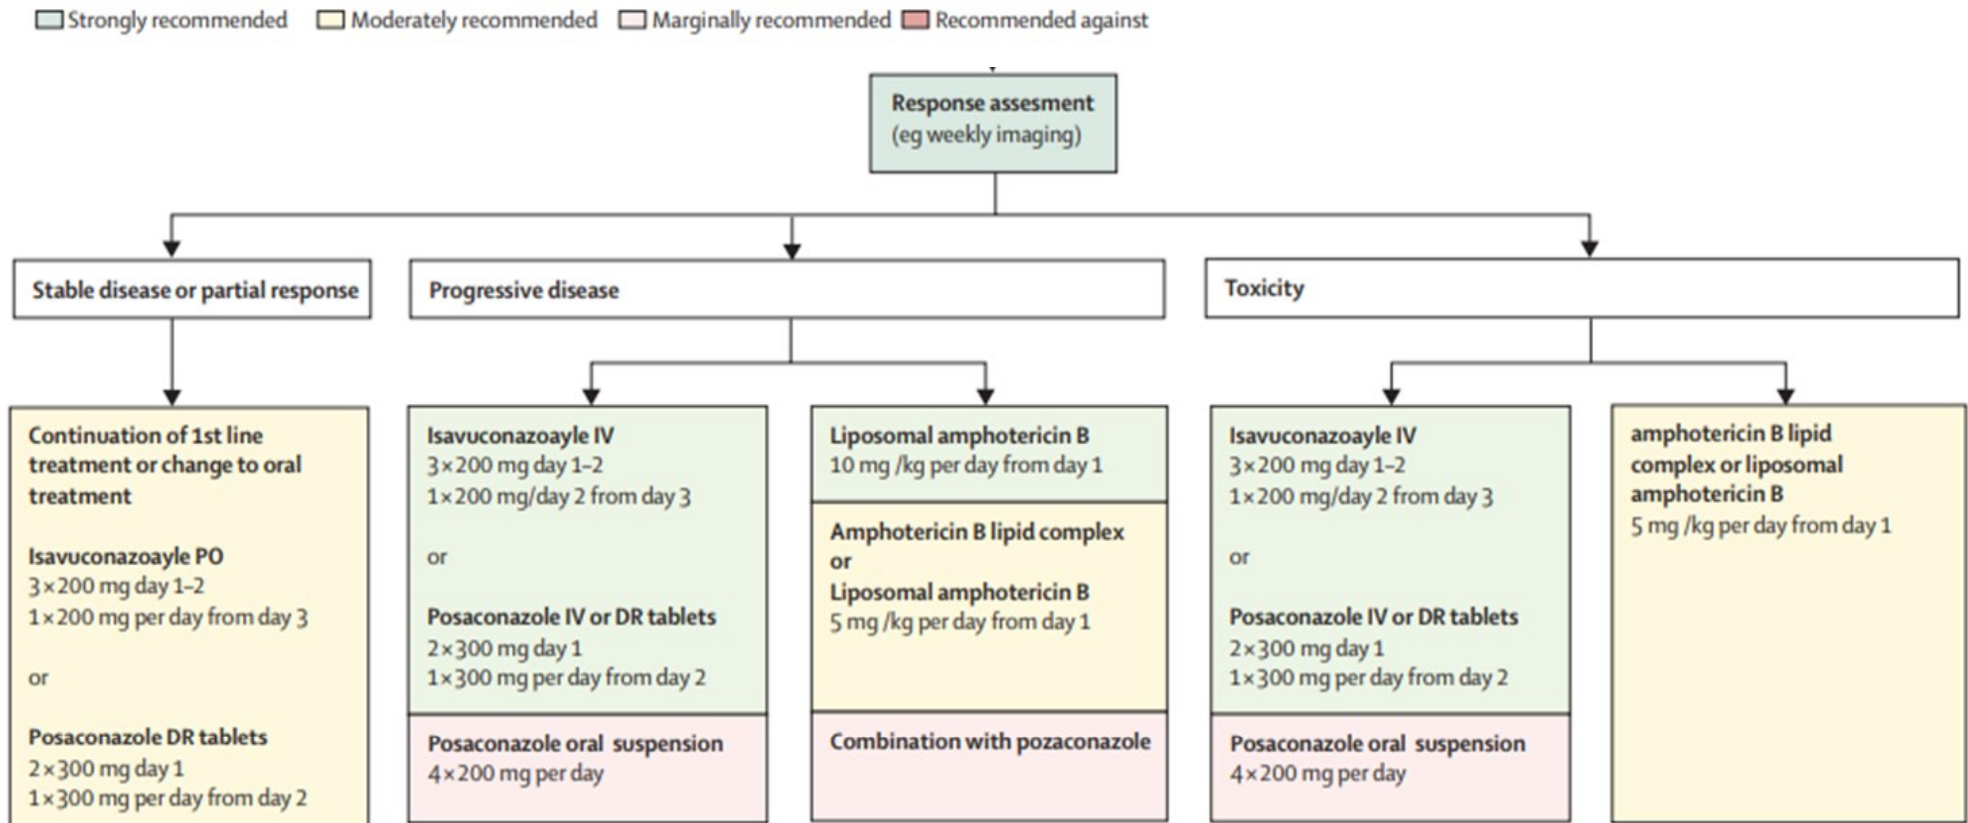 Strongly recommended
Moderately recommended
Marginally recommended
Recommended against
Response assesment
(eg weekly imaging)
Stable disease or partial response
Progressive disease
Toxicity
Continuation of 1st line
treatment or change to oral
treatment
Isavuconazoayle PO
3×200 mg day 1–2
1×200 mg per day from day 3
or
Posaconazole DR tablets
2×300 mg day 1
1×300 mg per day from day 2
Isavuconazoayle IV
3×200 mg day 1–2
1×200 mg/day 2 from day 3
or
Posaconazole IV or DR tablets
2×300 mg day 1
1×300 mg per day from day 2
Posaconazole oral suspension
4×200 mg per day
Liposomal amphotericin B
10 mg /kg per day from day 1
Amphotericin B lipid complex
or
Liposomal amphotericin B
5 mg /kg per day from day 1
Combination with pozaconazole
Isavuconazoayle IV
3×200 mg day 1–2
1×200 mg/day 2 from day 3
or
Posaconazole IV or DR tablets
2×300 mg day 1
1×300 mg per day from day 2
Posaconazole oral suspension
4×200 mg per day
amphotericin B lipid
complex or liposomal
amphotericin B
5 mg /kg per day from day 1